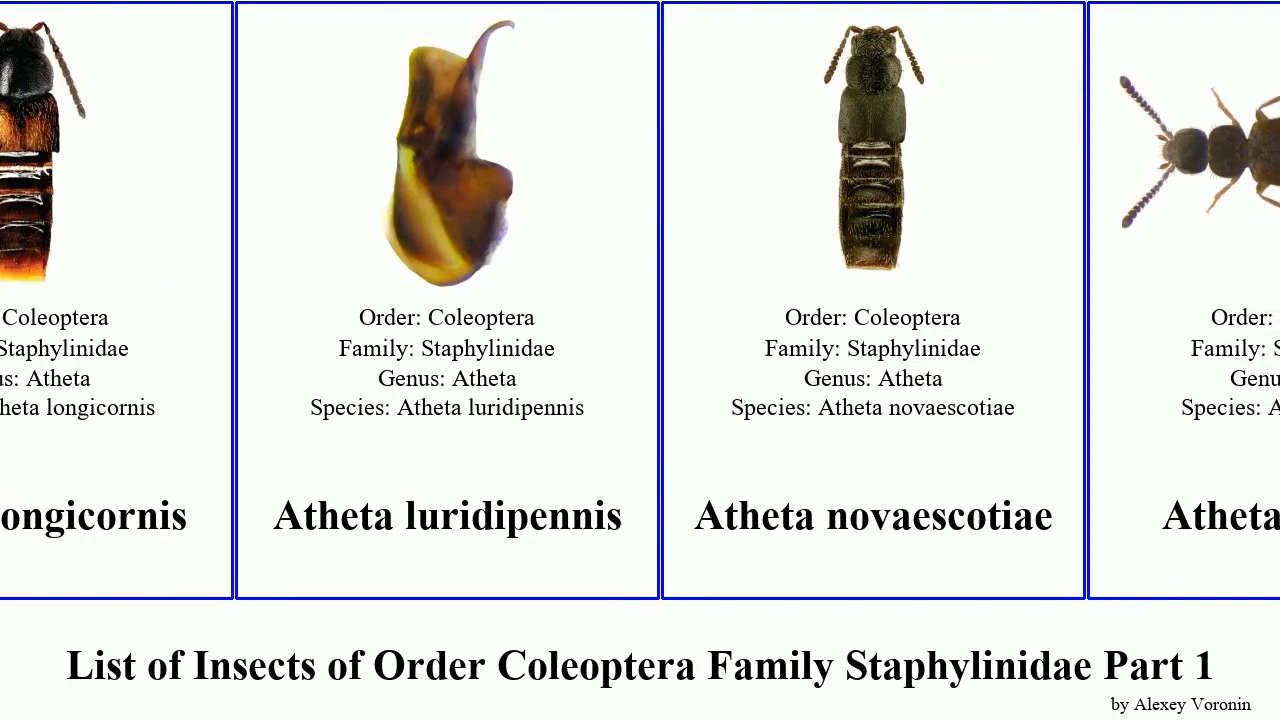 Coleoptera
Staphylinidae
us: Atheta
heta longicornis
ongicornis
Order: Coleoptera
Family: Staphylinidae
Genus: Atheta
Species: Atheta luridipennis
Atheta luridipennis
Order: Coleoptera
Family: Staphylinidae
Genus: Atheta
Species: Atheta novaescotiae
Atheta novaescotiae
Order:
Family: S
Genu
Species: A
Atheta
List of Insects of Order Coleoptera Family Staphylinidae Part 1
by Alexey Voronin